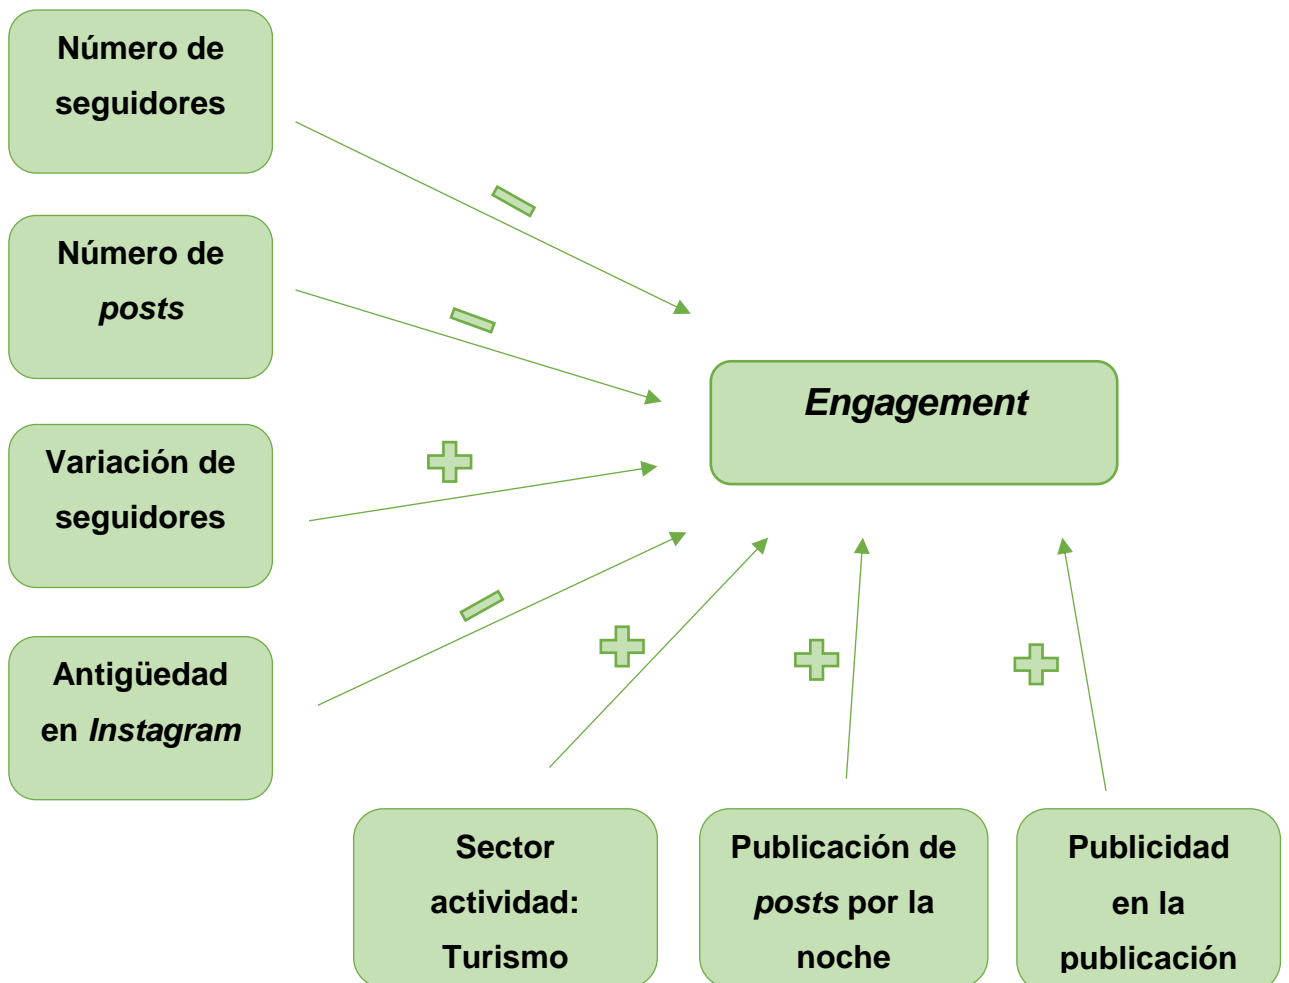 Número de
seguidores
Número de
posts
Variación de
seguidores
Antigüedad
en Instagram
Engagement
Sector
actividad:
Turismo
Publicación de
posts por la
noche
Publicidad
en la
publicación